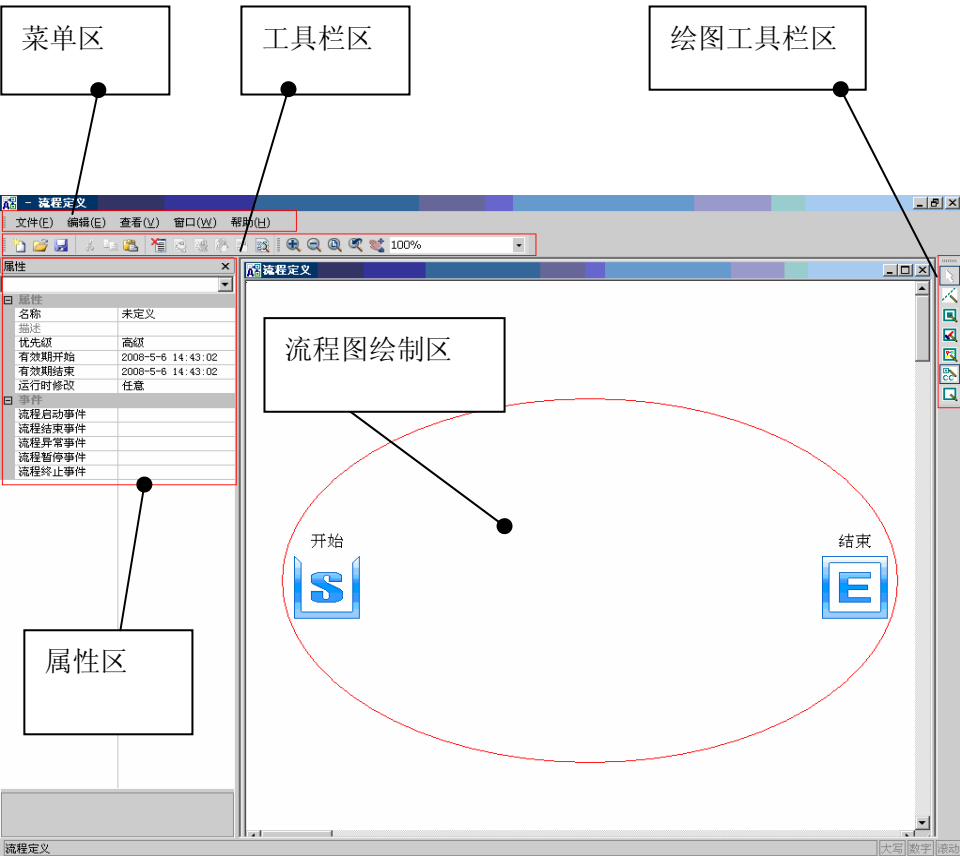 菜单区
工具栏区
绘图工具栏区
- 流程定义
文件(F) 编辑(E) 查看(V) 窗口(W) 帮助(H)
100%
属性
流程定义
属性
名称 未定义
描述
优先级 高级
有效期开始 2008-5-6 14:43:02
有效期结束 2008-5-6 14:43:02
运行时修改 任意
事件
流程启动事件
流程结束事件
流程异常事件
流程暂停事件
流程终止事件
流程图绘制区
开始
结束
S
E
CC
属性区
流程定义
大写 数字 滚动